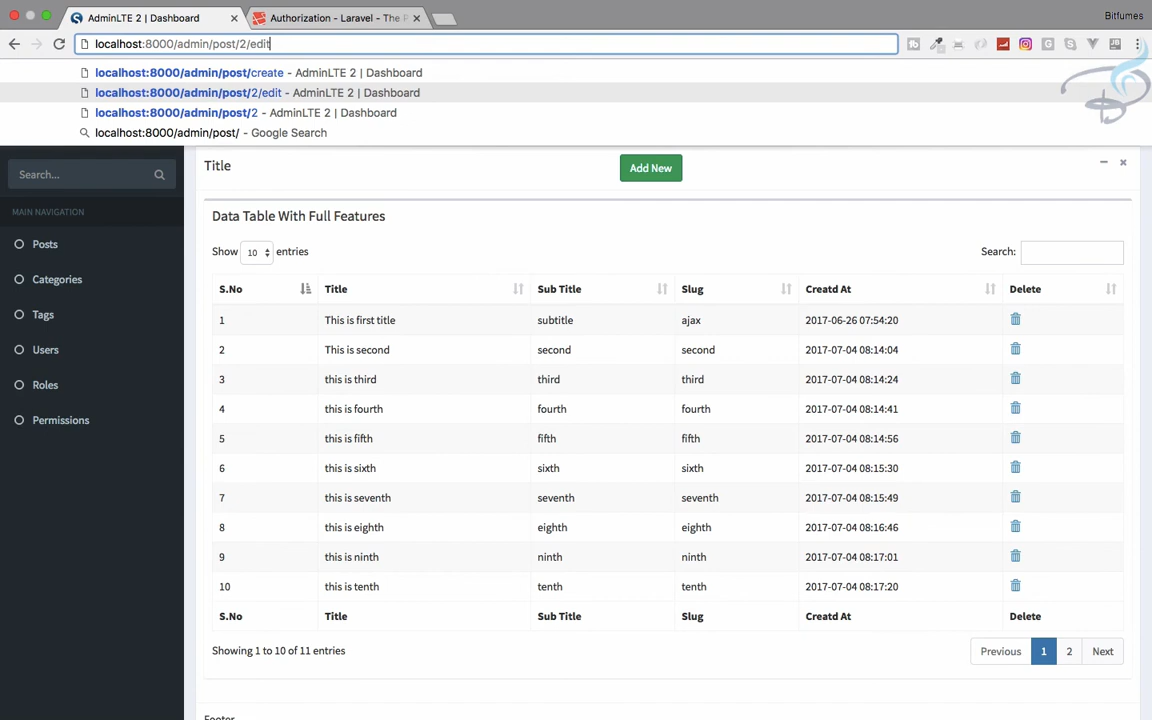 AdminLTE 2 | Dashboard
Authorization - Laravel - The P
Bitfumes
localhost:8000/admin/post/2/edit
localhost:8000/admin/post/create - AdminLTE 2 | Dashboard
localhost:8000/admin/post/2/edit - AdminLTE 2 | Dashboard
localhost:8000/admin/post/2 - AdminLTE 2 | Dashboard
localhost:8000/admin/post/ - Google Search
Search...
MAIN NAVIGATION
Posts
Categories
Tags
Users
Roles
Permissions
Title
Add New
Data Table With Full Features
Show 10 entries
Search:
S.No Title Sub Title Slug Creatd At Delete
1 This is first title subtitle ajax 2017-06-26 07:54:20
2 This is second second second 2017-07-04 08:14:04
3 this is third third third 2017-07-04 08:14:24
4 this is fourth fourth fourth 2017-07-04 08:14:41
5 this is fifth fifth fifth 2017-07-04 08:14:56
6 this is sixth sixth sixth 2017-07-04 08:15:30
7 this is seventh seventh seventh 2017-07-04 08:15:49
8 this is eighth eighth eighth 2017-07-04 08:16:46
9 this is ninth ninth ninth 2017-07-04 08:17:01
10 this is tenth tenth tenth 2017-07-04 08:17:20
S.No Title Sub Title Slug Creatd At Delete
Showing 1 to 10 of 11 entries
Previous 1 2 Next
Footer